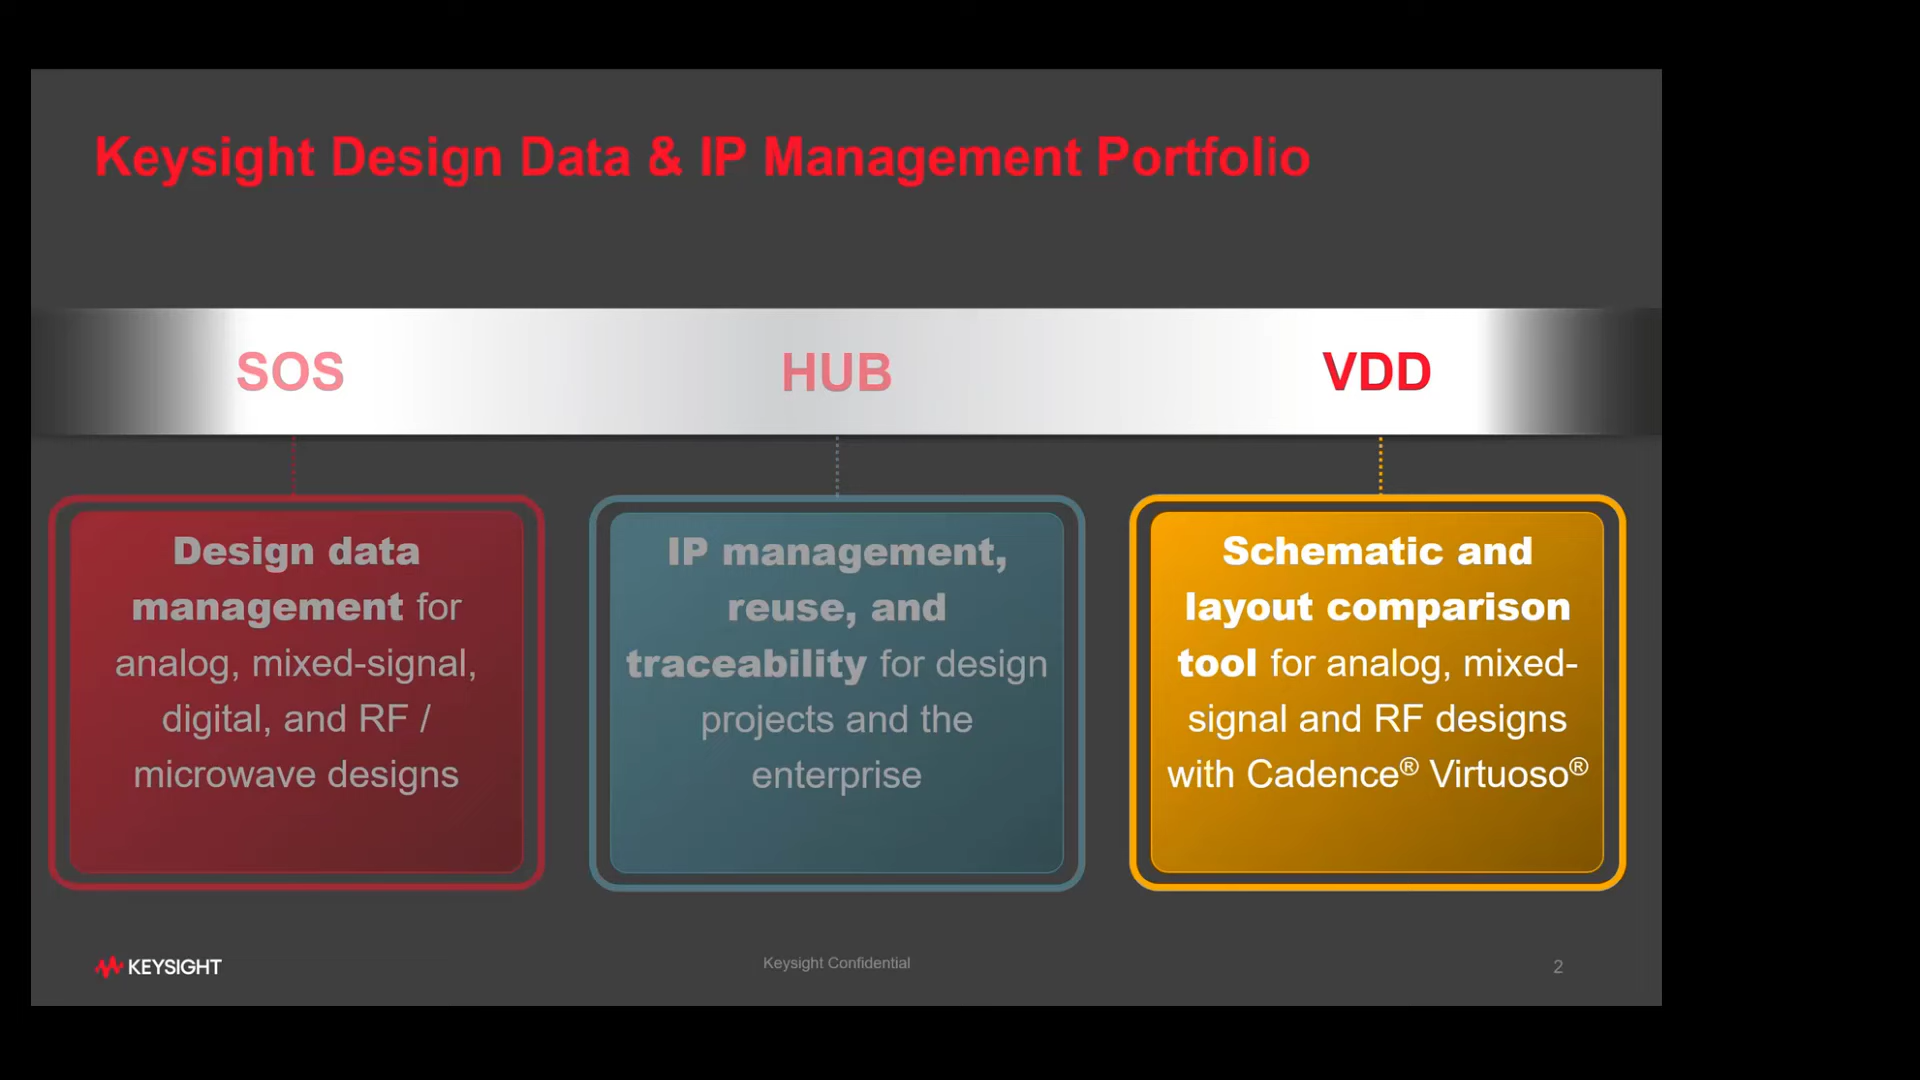 Keysight Design Data & IP Management Portfolio
SOS
HUB
VDD
Design data
management for
analog, mixed-signal,
digital, and RF /
microwave designs
IP management,
reuse, and
traceability for design
projects and the
enterprise
Schematic and
layout comparison
tool for analog, mixed-
signal and RF designs
with Cadence® Virtuoso®
KEYSIGHT
Keysight Confidential
2